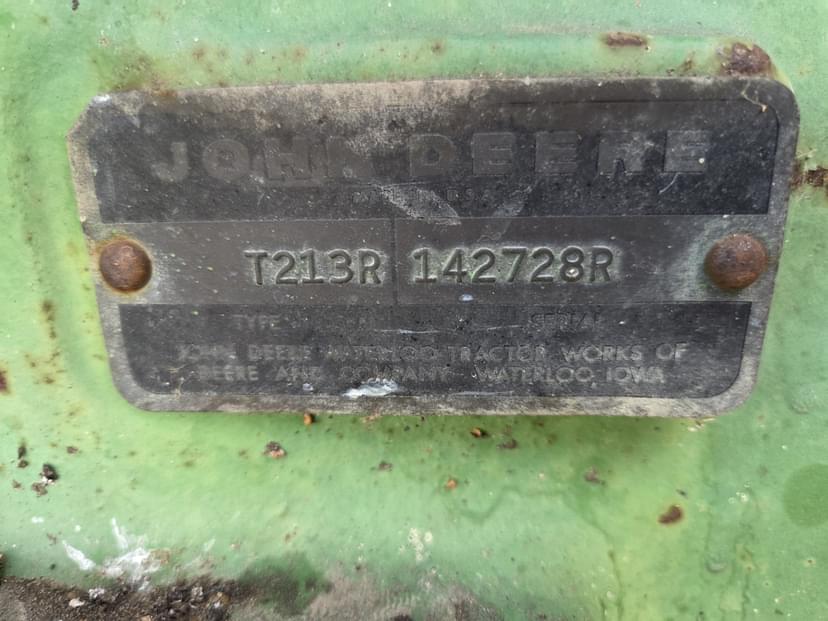 JOHN DEERE
T213R 142728R
TYPE SERIAL
JOHN DEERE WATERLOO TRACTOR WORKS OF
DEERE AND COMPANY WATERLOO, IOWA